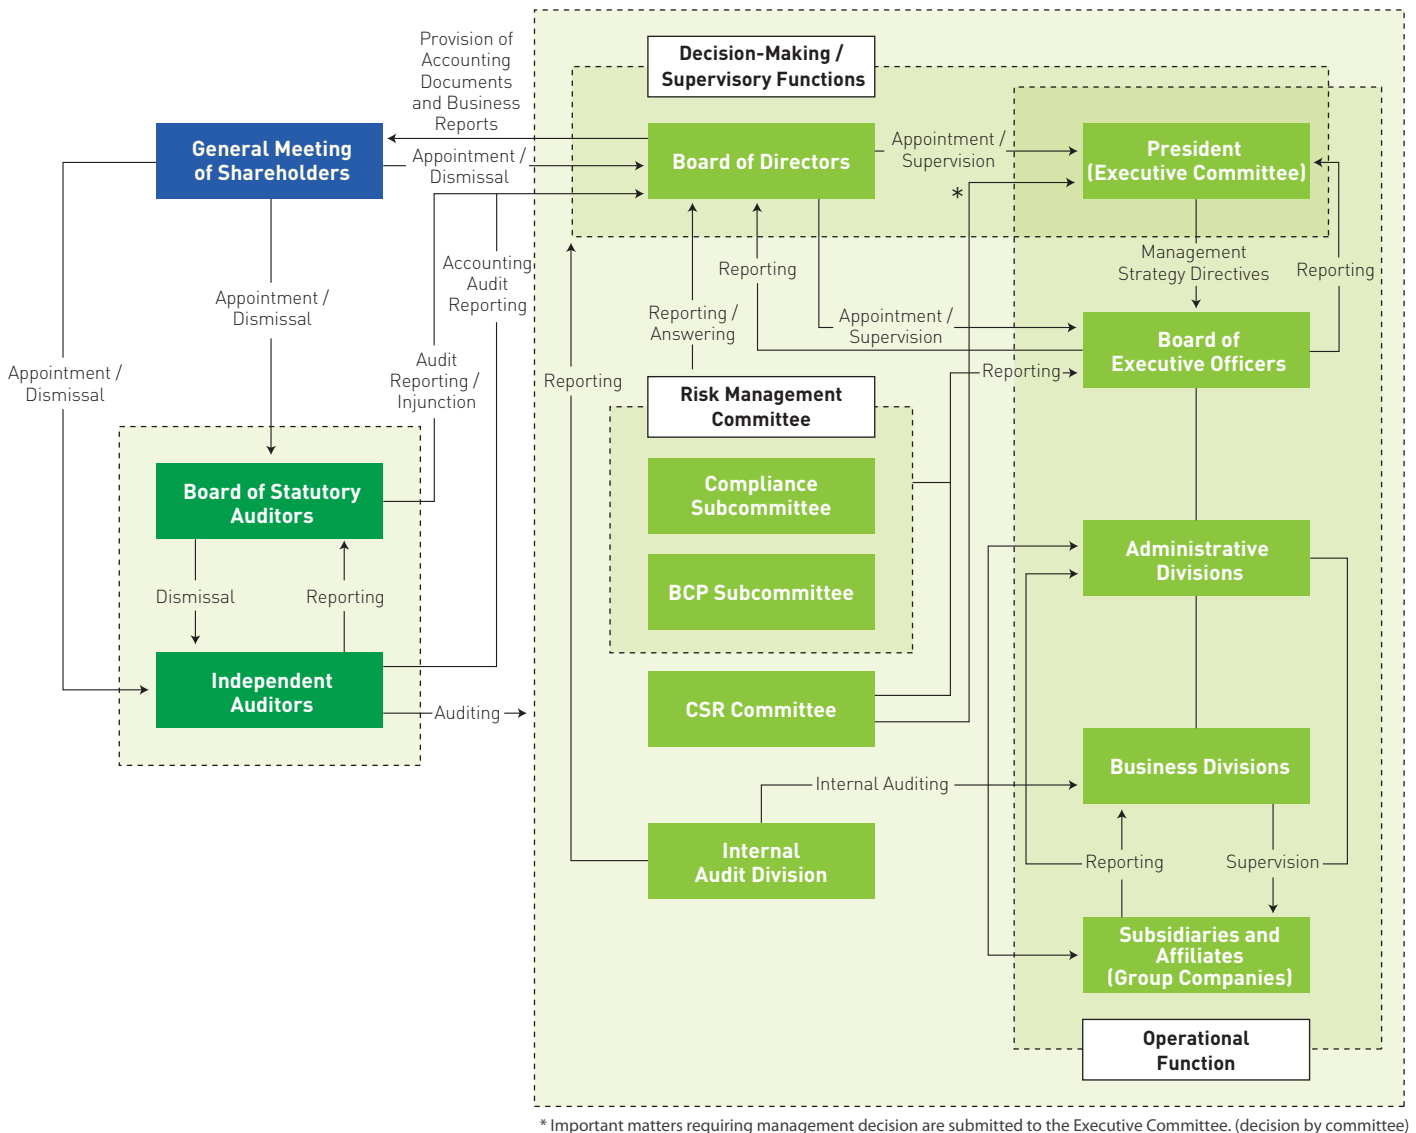 Provision of
Accounting
Documents
and Business
Reports
Decision-Making /
Supervisory Functions
General Meeting
of Shareholders
Appointment /
Dismissal
Board of Directors
Appointment /
Supervision
President
(Executive Committee)
*
Accounting
Audit
Reporting
Reporting
Management
Strategy Directives
Reporting
Appointment /
Dismissal
Reporting /
Answering
Appointment /
Supervision
Board of
Executive Officers
Appointment /
Dismissal
Audit
Reporting /
Injunction
Reporting
Reporting
Risk Management
Committee
Board of Statutory
Auditors
Compliance
Subcommittee
Administrative
Divisions
Dismissal
Reporting
BCP Subcommittee
Independent
Auditors
Auditing
CSR Committee
Business Divisions
Internal Auditing
Internal
Audit Division
Reporting
Supervision
Subsidiaries and
Affiliates
(Group Companies)
Operational
Function
* Important matters requiring management decision are submitted to the Executive Committee. (decision by committee)